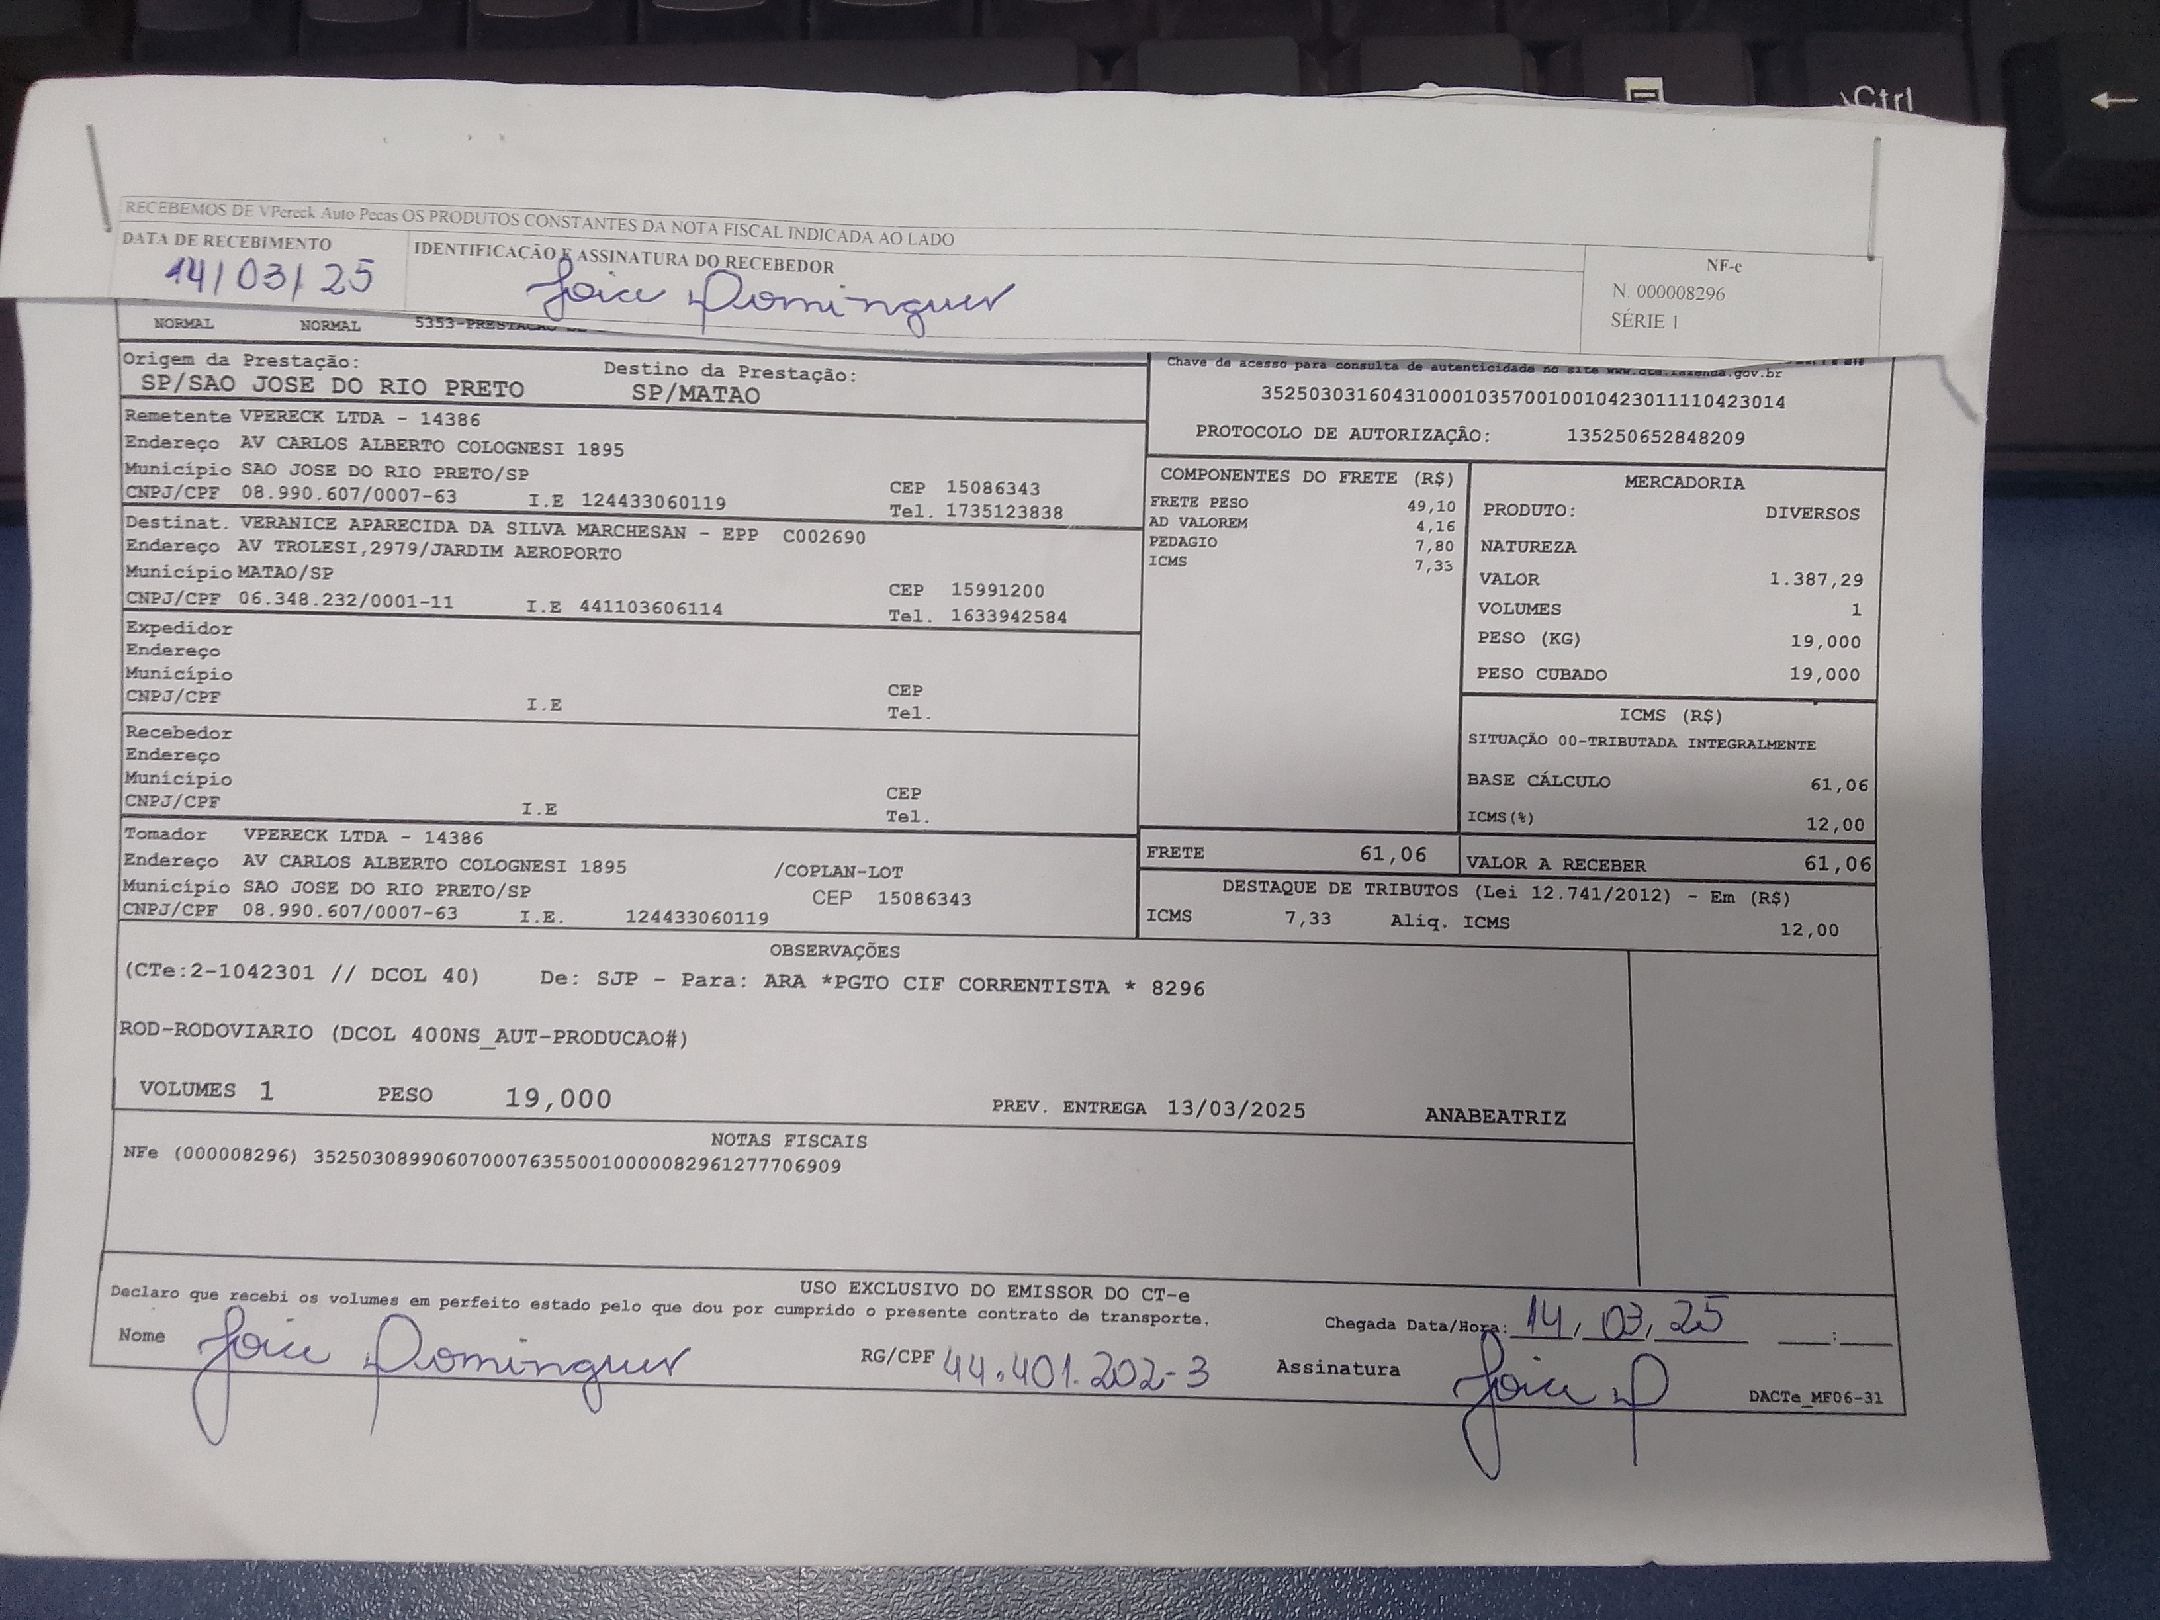 Ctrl
RECEBEMOS DE VPereck Auto Pecas OS PRODUTOS CONSTANTES DA NOTA FISCAL INDICADA AO LADO
DATA DE RECEBIMENTO
14/03/25
IDENTIFICAÇÃO E ASSINATURA DO RECEBEDOR
Joice Domingues
NF-e
N. 000008296
SÉRIE 1
NORMAL NORMAL 5353-PRESTACAO DE
Origem da Prestação: Destino da Prestação:
SP/SAO JOSE DO RIO PRETO SP/MATAO
Chave de acesso para consulta de autenticidade no site www.cte.fazenda.gov.br
35250303160431000103570010010423011110423014
PROTOCOLO DE AUTORIZAÇÃO: 135250652848209
Remetente VPERECK LTDA - 14386
Endereço AV CARLOS ALBERTO COLOGNESI 1895
Município SAO JOSE DO RIO PRETO/SP CEP 15086343
CNPJ/CPF 08.990.607/0007-63 I.E 124433060119 Tel. 1735123838
Destinat. VERANICE APARECIDA DA SILVA MARCHESAN - EPP C002690
Endereço AV TROLESI,2979/JARDIM AEROPORTO
Município MATAO/SP CEP 15991200
CNPJ/CPF 06.348.232/0001-11 I.E 441103606114 Tel. 1633942584
Expedidor
Endereço
Município CEP
CNPJ/CPF I.E Tel.
Recebedor
Endereço
Município CEP
CNPJ/CPF I.E Tel.
Tomador VPERECK LTDA - 14386
Endereço AV CARLOS ALBERTO COLOGNESI 1895 /COPLAN-LOT
Município SAO JOSE DO RIO PRETO/SP CEP 15086343
CNPJ/CPF 08.990.607/0007-63 I.E. 124433060119
COMPONENTES DO FRETE (R$)
FRETE PESO 49,10
AD VALOREM 4,16
PEDAGIO 7,80
ICMS 7,33
MERCADORIA
PRODUTO: DIVERSOS
NATUREZA
VALOR 1.387,29
VOLUMES 1
PESO (KG) 19,000
PESO CUBADO 19,000
ICMS (R$)
SITUAÇÃO 00-TRIBUTADA INTEGRALMENTE
BASE CÁLCULO 61,06
ICMS(%) 12,00
FRETE 61,06 VALOR A RECEBER 61,06
DESTAQUE DE TRIBUTOS (Lei 12.741/2012) - Em (R$)
ICMS 7,33 Aliq. ICMS 12,00
OBSERVAÇÕES
(CTe:2-1042301 // DCOL 40) De: SJP - Para: ARA *PGTO CIF CORRENTISTA * 8296
ROD-RODOVIARIO (DCOL 400NS_AUT-PRODUCAO#)
VOLUMES 1 PESO 19,000 PREV. ENTREGA 13/03/2025 ANABEATRIZ
NOTAS FISCAIS
NFe (000008296) 35250308990607000763550010000082961277706909
USO EXCLUSIVO DO EMISSOR DO CT-e
Declaro que recebi os volumes em perfeito estado pelo que dou por cumprido o presente contrato de transporte.
Chegada Data/Hora: 14/03/25 __:__
Nome Joice Domingues RG/CPF 44.401.202-3 Assinatura Joice D
DACTe_MF06-31